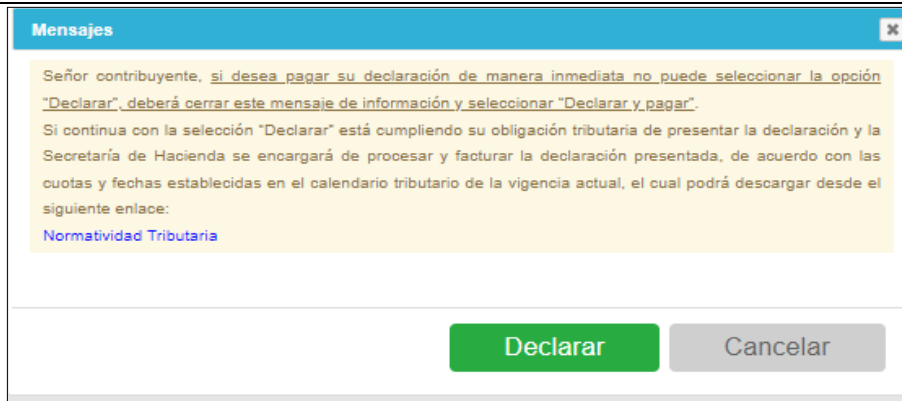 Mensajes
Señor contribuyente, si desea pagar su declaración de manera inmediata no puede seleccionar la opción
"Declarar", deberá cerrar este mensaje de información y seleccionar "Declarar y pagar".
Si continua con la selección "Declarar" está cumpliendo su obligación tributaria de presentar la declaración y la
Secretaría de Hacienda se encargará de procesar y facturar la declaración presentada, de acuerdo con las
cuotas y fechas establecidas en el calendario tributario de la vigencia actual, el cual podrá descargar desde el
siguiente enlace:
Normatividad Tributaria
Declarar
Cancelar